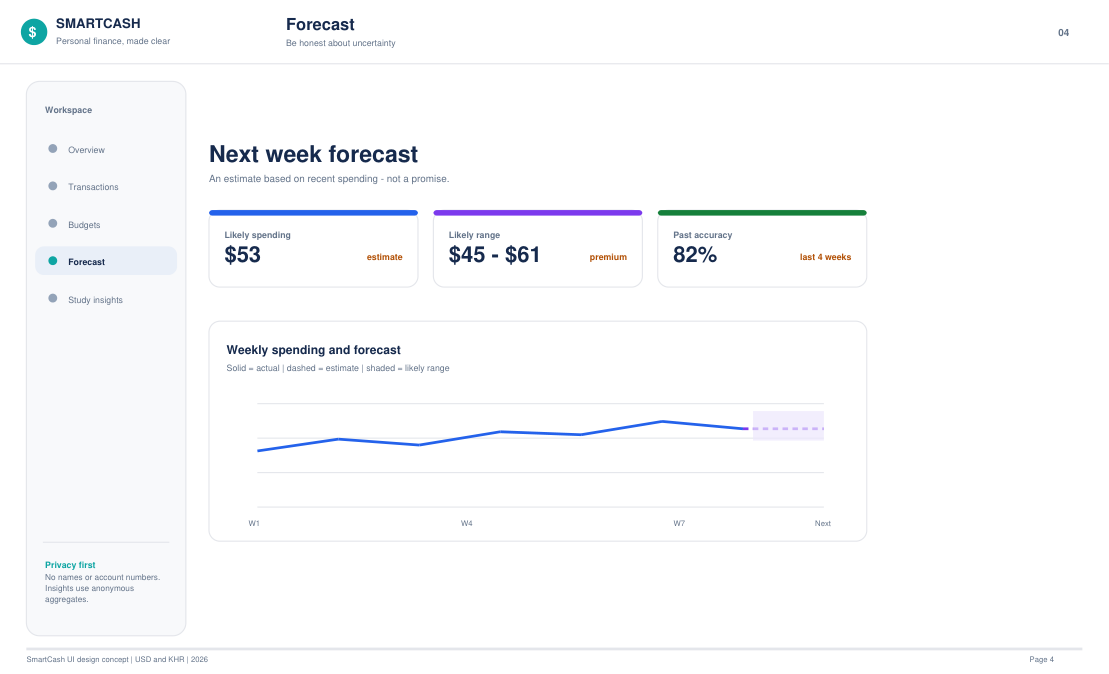 $
SMARTCASH
Personal finance, made clear
Forecast
Be honest about uncertainty
04
Workspace
Overview
Transactions
Budgets
Forecast
Study insights
Privacy first
No names or account numbers.
Insights use anonymous
aggregates.
Next week forecast
An estimate based on recent spending - not a promise.
Likely spending
$53
estimate
Likely range
$45 - $61
premium
Past accuracy
82%
last 4 weeks
Weekly spending and forecast
Solid = actual | dashed = estimate | shaded = likely range
W1 W4 W7 Next
SmartCash UI design concept | USD and KHR | 2026
Page 4